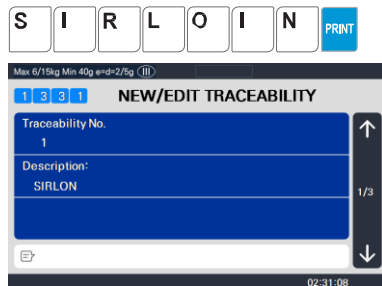 S I R L O I N PRINT
Max 6/15kg Min 40g e=d=2/5g III
1 3 3 1 NEW/EDIT TRACEABILITY
Traceability No.
1
Description:
SIRLON
1/3
02:31:08